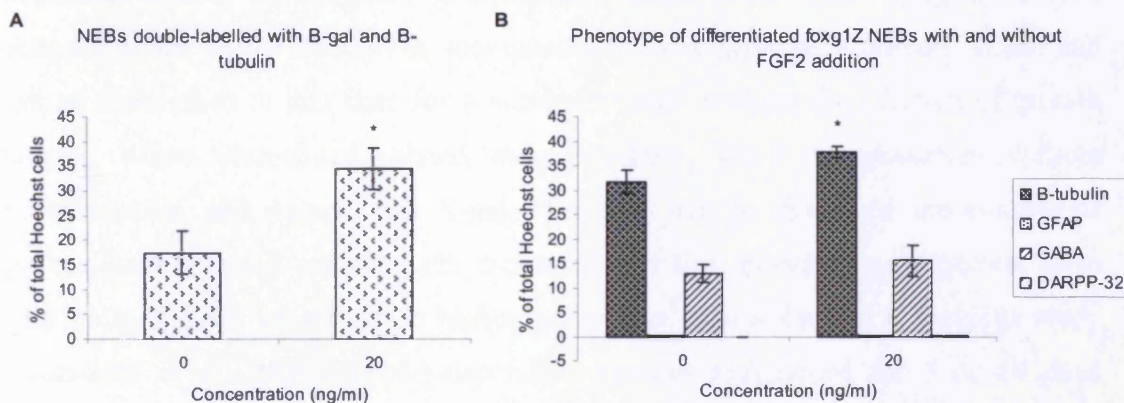 A
NEBs double-labelled with B-gal and B-
tubulin
% of total Hoechst cells
45
40
35
30
25
20
15
10
5
0
*
0
20
Concentration (ng/ml)
B
Phenotype of differentiated foxg1Z NEBs with and without
FGF2 addition
% of total Hoechst cells
45
40
35
30
25
20
15
10
5
0
-5
*
0
20
Concentration (ng/ml)
B-tubulin
GFAP
GABA
DARPP-32